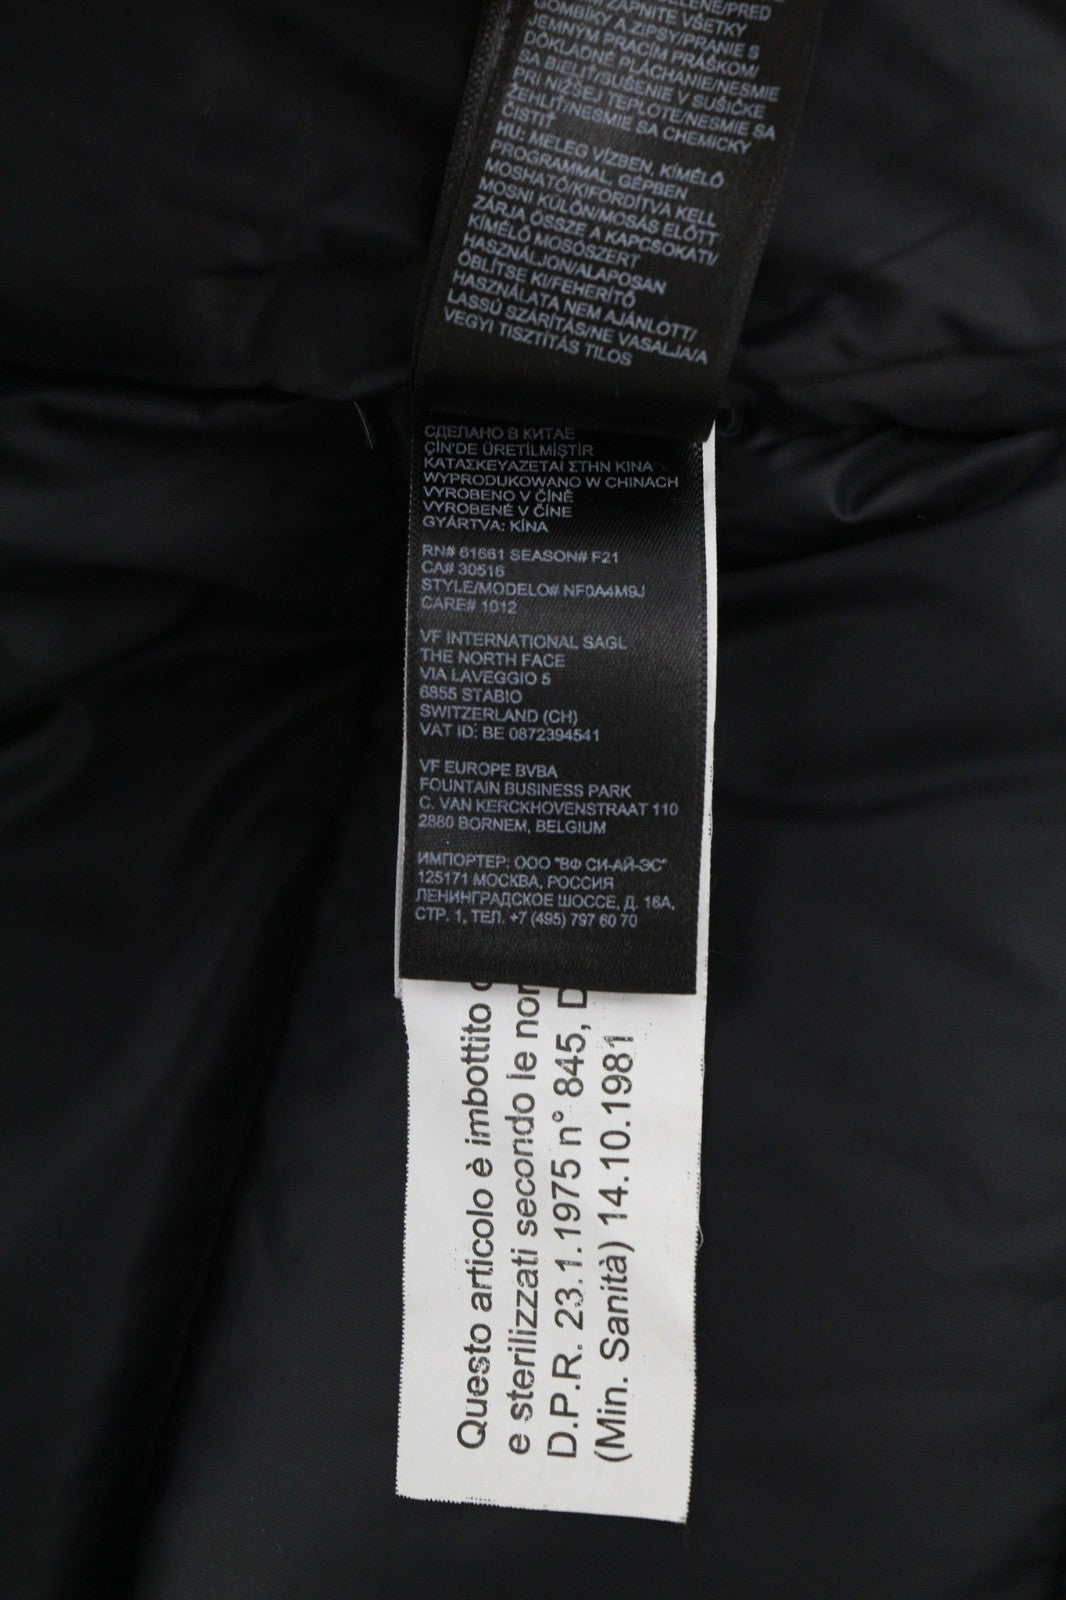 ZAPNITE VŠETKY
GOMBÍKY A ZIPSY/PRANIE S
JEMNÝM PRACÍM PRÁŠKOM/
DÔKLADNÉ PLÁCHANIE/NESMIE
SA BIELIŤ/SUŠENIE V SUŠIČKE
PRI NIŽŠEJ TEPLOTE/NESMIE SA
ŽEHLIŤ/NESMIE SA CHEMICKY
ČISTIŤ
HU: MELEG VÍZBEN, KÍMÉLŐ
PROGRAMMAL, GÉPBEN
MOSHATÓ/KIFORDÍTVA KELL
MOSNI KÜLÖN/MOSÁS ELŐTT
ZÁRJA ÖSSZE A KAPCSOKAT/
KÍMÉLŐ MOSÓSZERT
HASZNÁLJON/ALAPOSAN
ÖBLÍTSE KI/FEHÉRÍTŐ
HASZNÁLATA NEM AJÁNLOTT/
LASSÚ SZÁRÍTÁS/NE VASALJA/A
VEGYI TISZTÍTÁS TILOS
СДЕЛАНО В КИТАЕ
ÇİN'DE ÜRETİLMİŞTİR
ΚΑΤΑΣΚΕΥΑΖΕΤΑΙ ΣΤΗΝ ΚΙΝΑ
WYPRODUKOWANO W CHINACH
VYROBENO V ČÍNĚ
VYROBENÉ V ČÍNE
GYÁRTVA: KÍNA
RN# 61661 SEASON# F21
CA# 30516
STYLE/MODELO# NF0A4M9J
CARE# 1012
VF INTERNATIONAL SAGL
THE NORTH FACE
VIA LAVEGGIO 5
6855 STABIO
SWITZERLAND (CH)
VAT ID: BE 0872394541
VF EUROPE BVBA
FOUNTAIN BUSINESS PARK
C. VAN KERCKHOVENSTRAAT 110
2880 BORNEM, BELGIUM
ИМПОРТЕР: ООО "ВФ СИ-АЙ-ЭС"
125171 МОСКВА, РОССИЯ
ЛЕНИНГРАДСКОЕ ШОССЕ, Д. 16А,
СТР. 1, ТЕЛ. +7 (495) 797 60 70
Questo articolo è imbottito
e sterilizzati secondo le nor
D.P.R. 23.1.1975 n° 845, D
(Min. Sanità) 14.10.1981